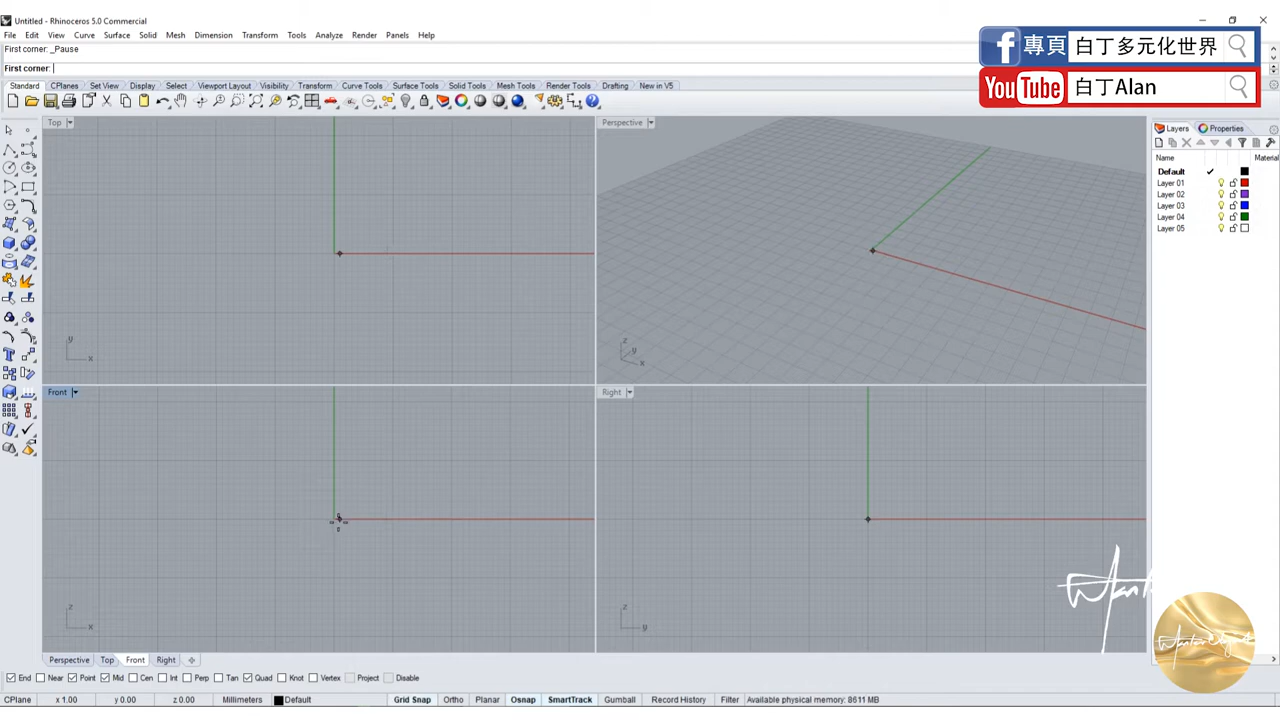 Untitled - Rhinoceros 5.0 Commercial
File Edit View Curve Surface Solid Mesh Dimension Transform Tools Analyze Render Panels Help
First corner: _Pause
First corner:
f 專頁 白丁多元化世界
YouTube 白丁Alan
Standard CPlanes Set View Display Select Viewport Layout Visibility Transform Curve Tools Surface Tools Solid Tools Mesh Tools Render Tools Drafting New in V5
Top
Perspective
Layers Properties
Name Material
Default
Layer 01
Layer 02
Layer 03
Layer 04
Layer 05
y
x
z
y
x
Front
Right
z
x
z
y
Perspective Top Front Right
End Near Point Mid Cen Int Perp Tan Quad Knot Vertex Project Disable
CPlane x 1.00 y 0.00 z 0.00 Millimeters Default Grid Snap Ortho Planar Osnap SmartTrack Gumball Record History Filter Available physical memory: 8611 MB